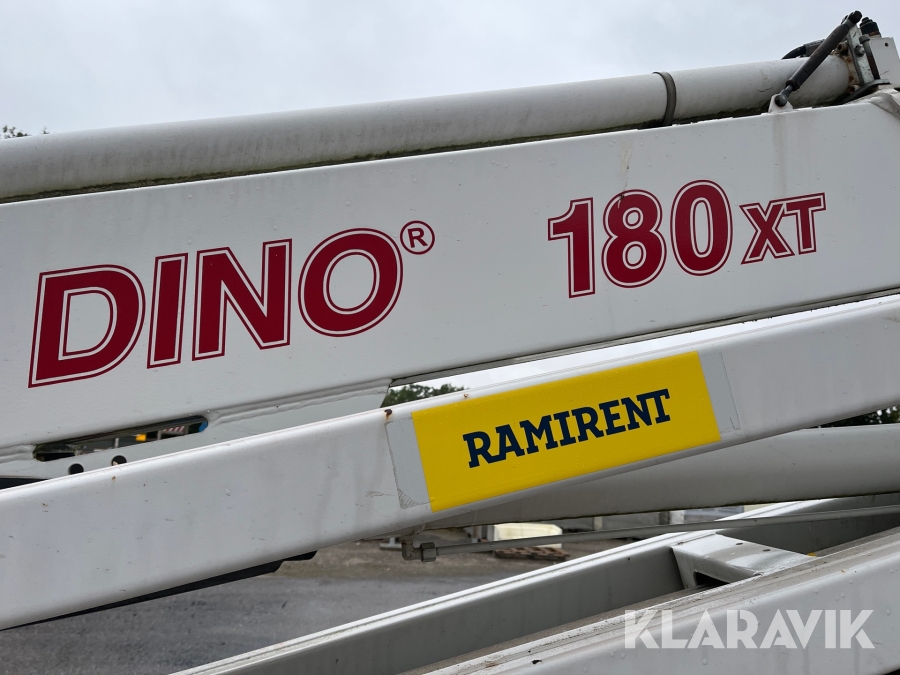 DINO® 180XT
RAMIRENT
KLARAVIK